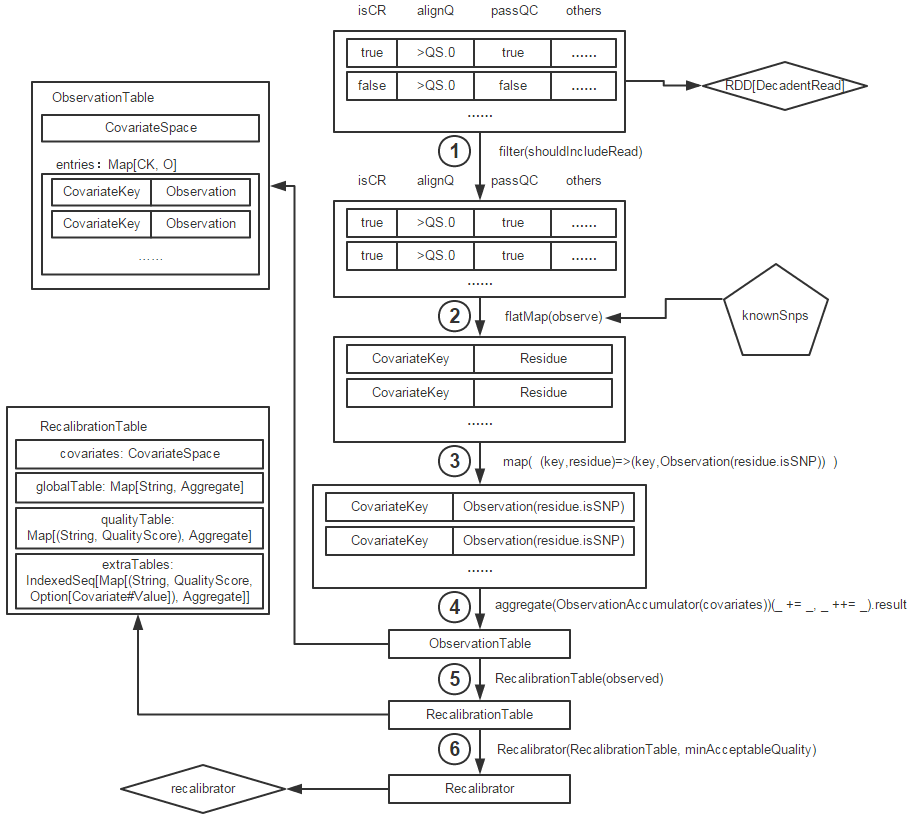 isCR alignQ passQC others
true >QS.0 true ......
false >QS.0 false ......
......
RDD[DecadentRead]
1 filter(shouldIncludeRead)
isCR alignQ passQC others
true >QS.0 true ......
true >QS.0 true ......
......
2 flatMap(observe)
knownSnps
CovariateKey Residue
CovariateKey Residue
......
3 map( (key,residue)=>(key,Observation(residue.isSNP)) )
CovariateKey Observation(residue.isSNP)
CovariateKey Observation(residue.isSNP)
......
4 aggregate(ObservationAccumulator(covariates))(_ += _, _ ++= _).result
ObservationTable
5 RecalibrationTable(observed)
RecalibrationTable
6 Recalibrator(RecalibrationTable, minAcceptableQuality)
Recalibrator
recalibrator
ObservationTable
CovariateSpace
entries：Map[CK, O]
CovariateKey Observation
CovariateKey Observation
……
RecalibrationTable
covariates: CovariateSpace
globalTable: Map[String, Aggregate]
qualityTable:
Map[(String, QualityScore), Aggregate]
extraTables:
IndexedSeq[Map[(String, QualityScore,
Option[Covariate#Value]), Aggregate]]